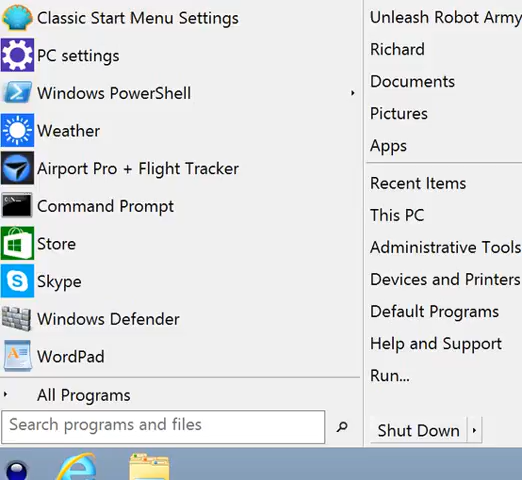 Classic Start Menu Settings
PC settings
Windows PowerShell
Weather
Airport Pro + Flight Tracker
Command Prompt
Store
Skype
Windows Defender
WordPad
All Programs
Search programs and files
Unleash Robot Army
Richard
Documents
Pictures
Apps
Recent Items
This PC
Administrative Tools
Devices and Printers
Default Programs
Help and Support
Run...
Shut Down